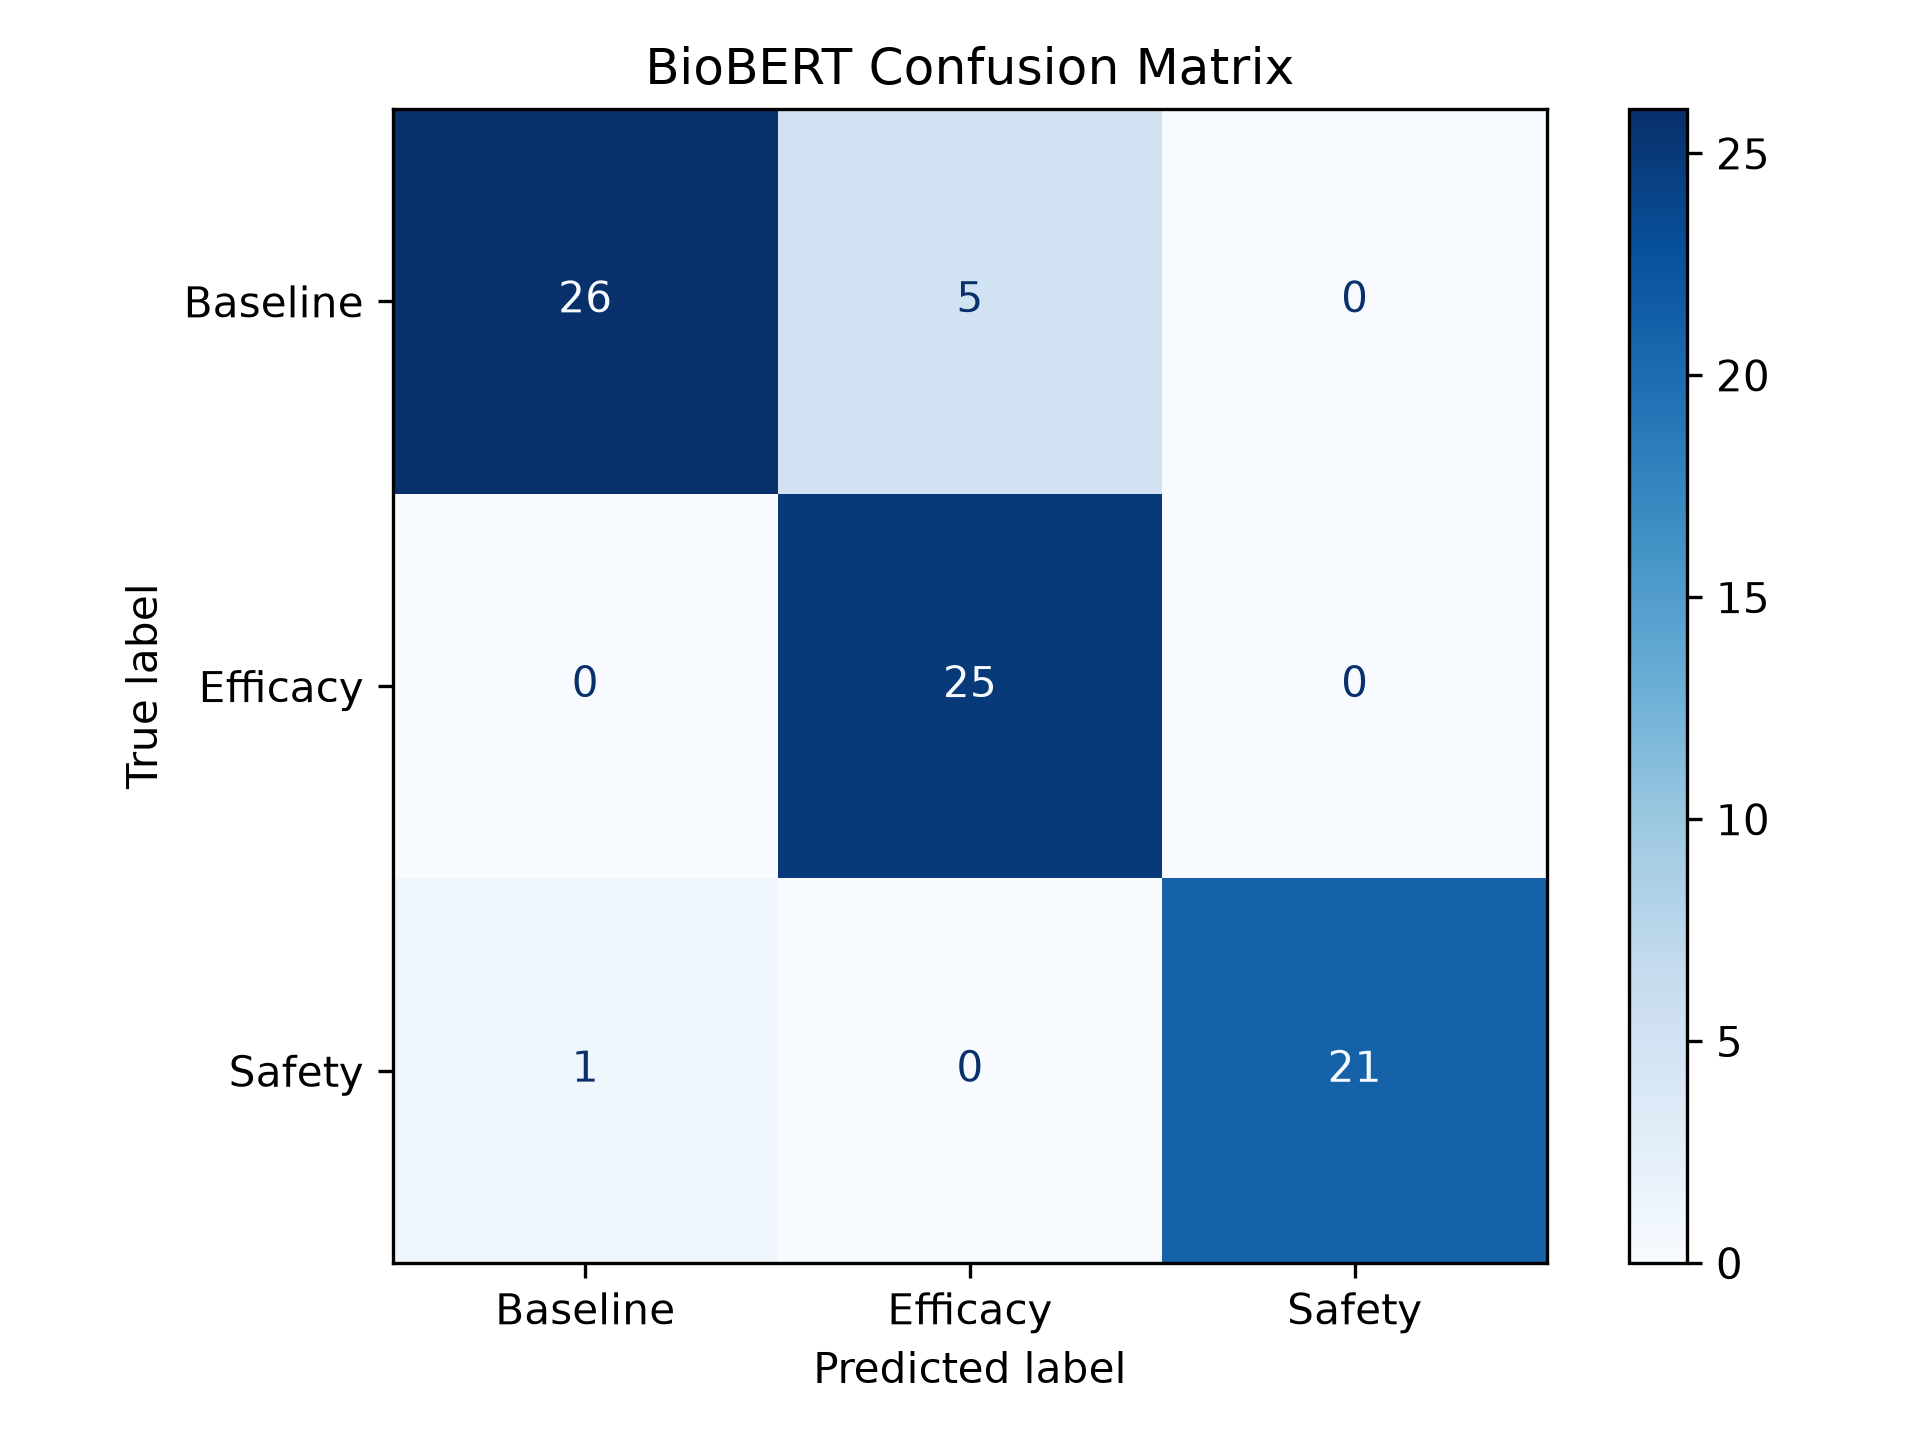 BioBERT Confusion Matrix
Baseline 26 5 0
Efficacy 0 25 0
Safety 1 0 21
True label
Baseline Efficacy Safety
Predicted label
25
20
15
10
5
0